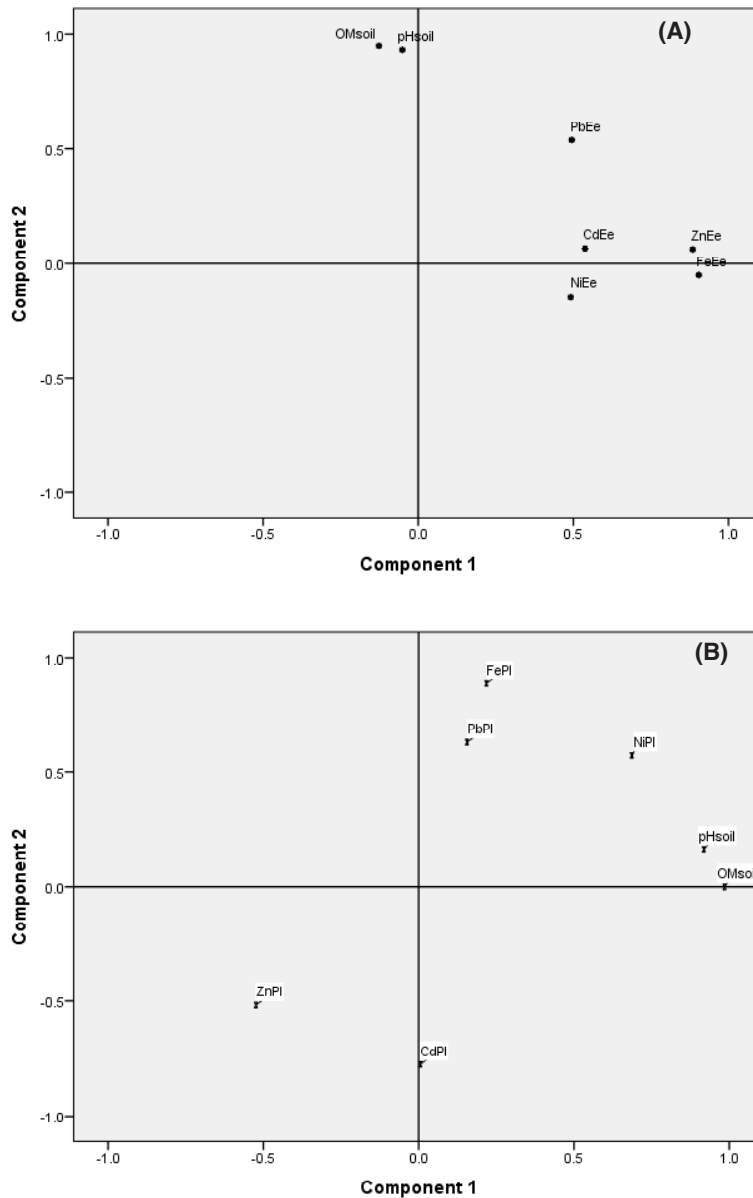 (A)
1.0
OMsoil
pHsoil
PbEe
0.5
CdEe
ZnEe
Component 2
0.0
FeEe
NiEe
-0.5
-1.0
-1.0 -0.5 0.0 0.5 1.0
Component 1
(B)
1.0
FePl
PbPl
NiPl
0.5
pHsoil
OMsoi
Component 2
0.0
ZnPl
-0.5
CdPl
-1.0
-1.0 -0.5 0.0 0.5 1.0
Component 1